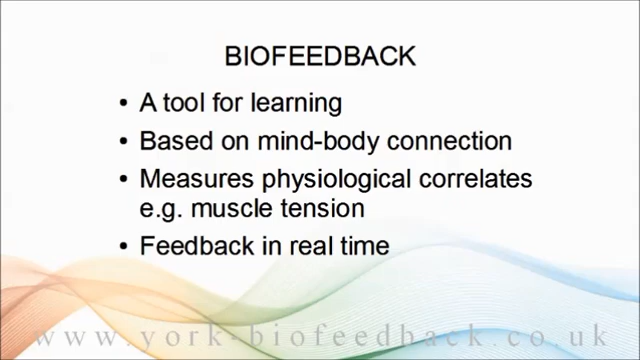 BIOFEEDBACK
• A tool for learning
• Based on mind-body connection
• Measures physiological correlates
e.g. muscle tension
• Feedback in real time
www.york-biofeedback.co.uk